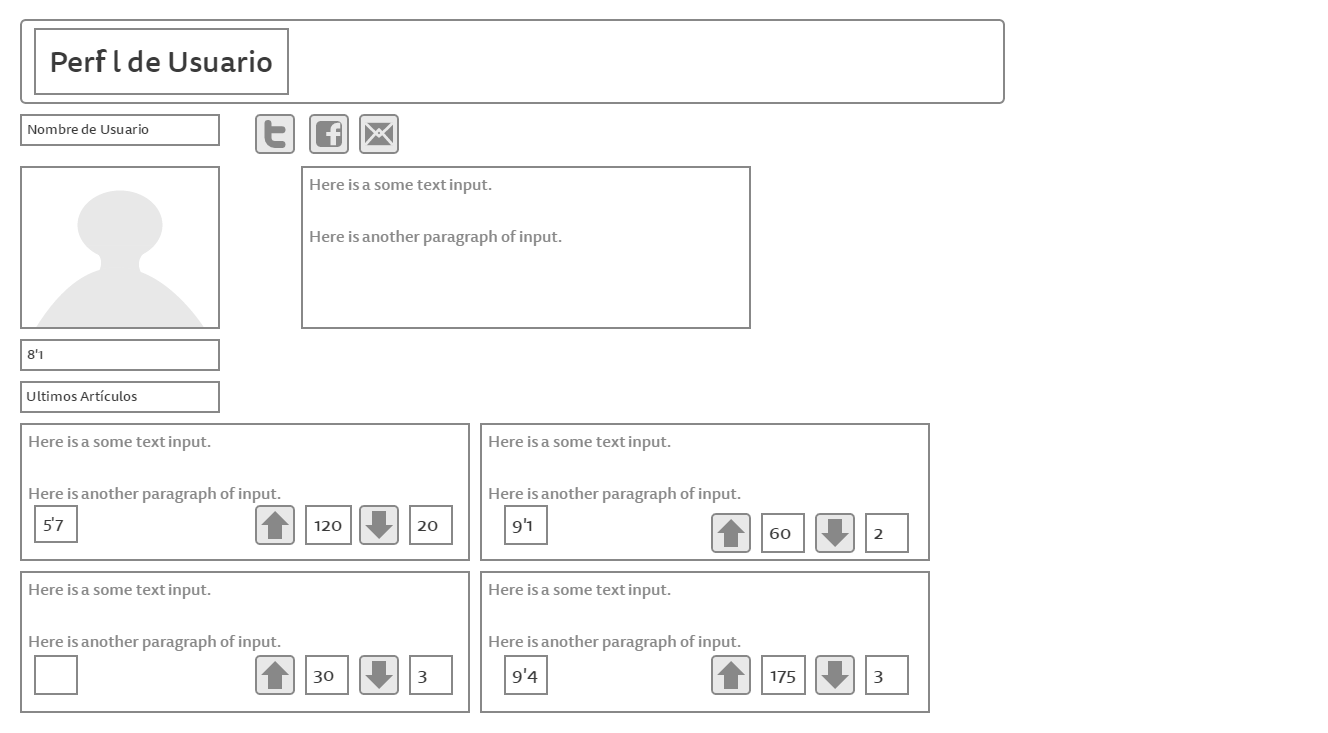 Perf l de Usuario
Nombre de Usuario
Here is a some text input.
Here is another paragraph of input.
8'1
Ultimos Artículos
Here is a some text input.
Here is another paragraph of input.
5'7 120 20
Here is a some text input.
Here is another paragraph of input.
9'1 60 2
Here is a some text input.
Here is another paragraph of input.
30 3
Here is a some text input.
Here is another paragraph of input.
9'4 175 3